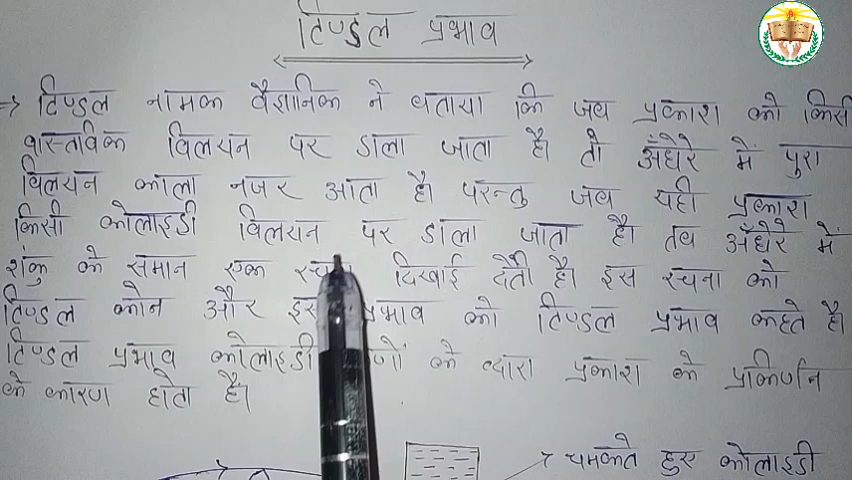 टिण्डल प्रभाव
→ टिण्डल नामक वैज्ञानिक ने बताया कि जब प्रकाश को किसी
वास्तविक विलयन पर डाला जाता है। तो अँधेरे में पुरा
विलयन काला नजर आता है। परन्तु जब यही प्रकाश
किसी कोलाइडी विलयन पर डाला जाता है। तब अँधेरे में
शंकु के समान एक दिखाई देती है। इस रचना को
टिण्डल कोन और प्रभाव को टिण्डल प्रभाव कहते है।
टिण्डल प्रभाव कोलाइडी के व्दारा प्रकाश के प्रकिर्णन
के कारण होता है।
→ चमकते हुए कोलाइडी